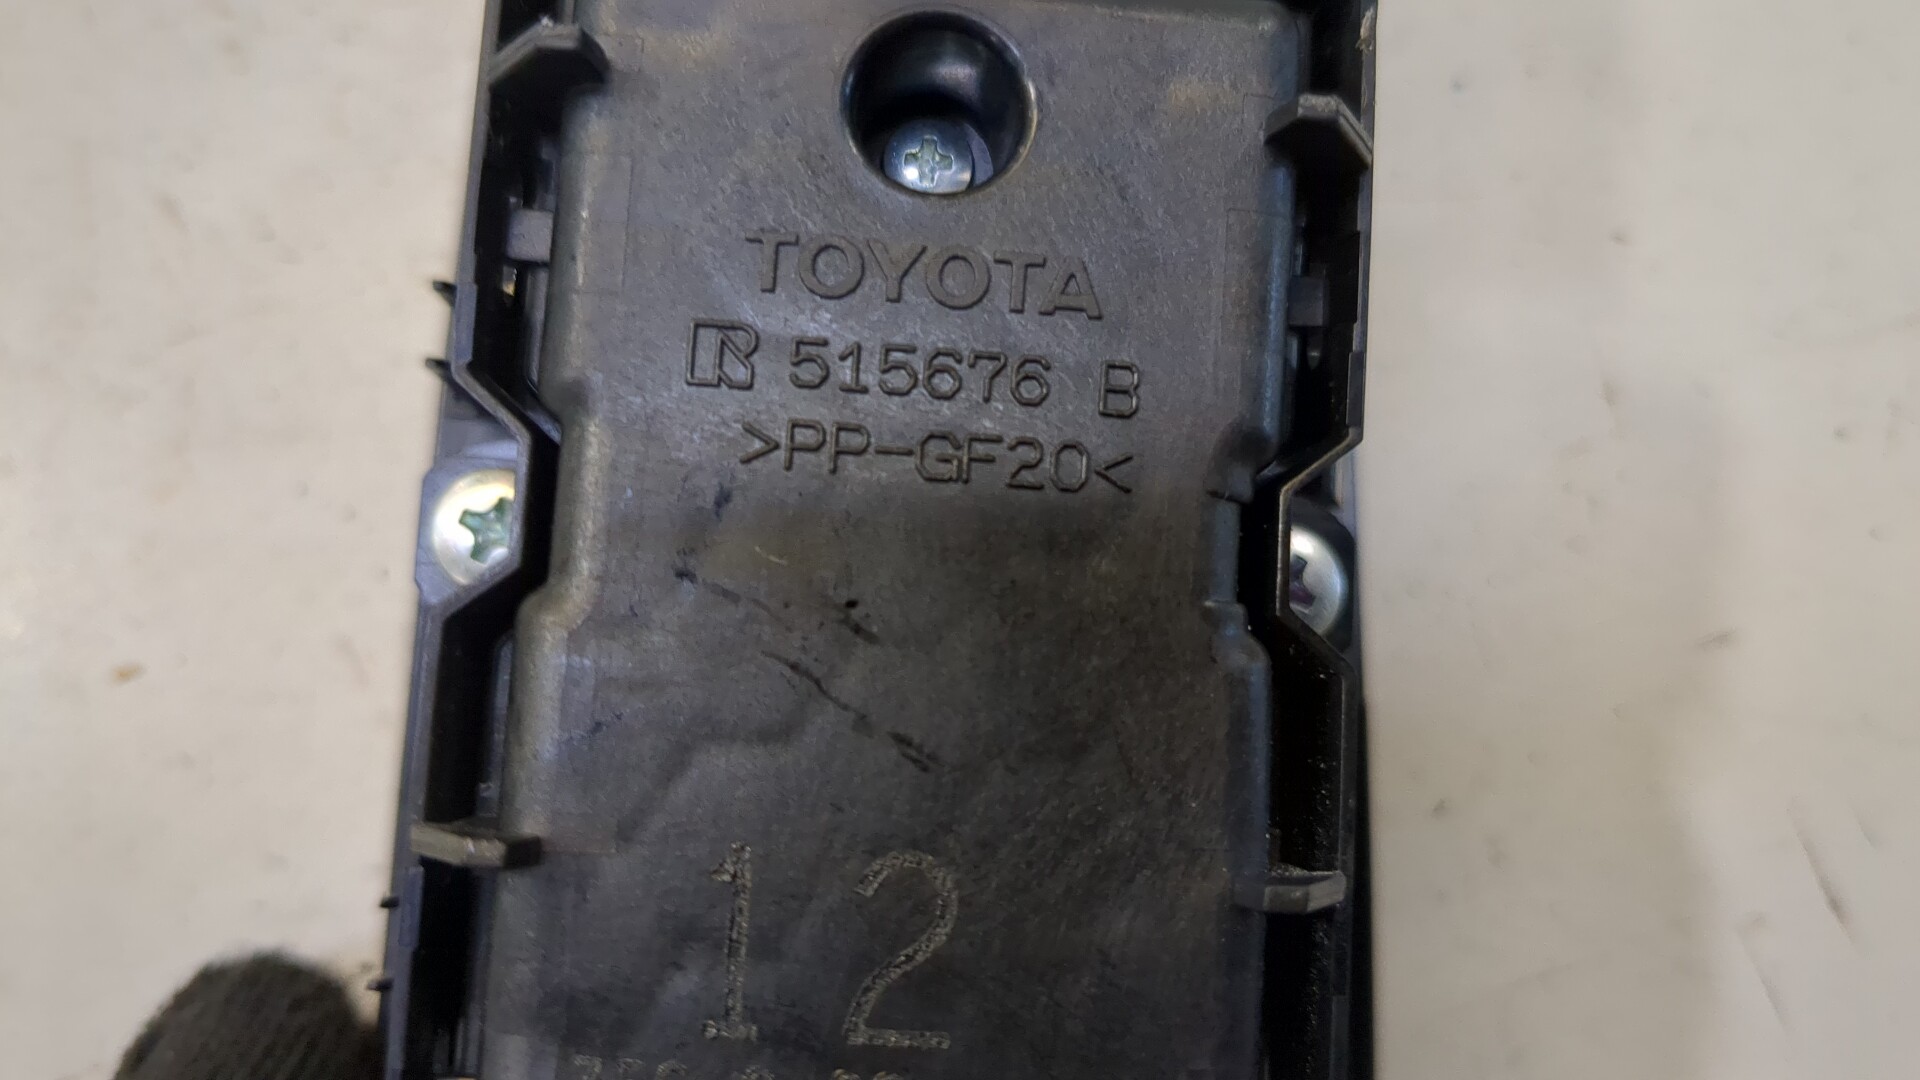 TOYOTA
R 515676 B
>PP-GF20<
12